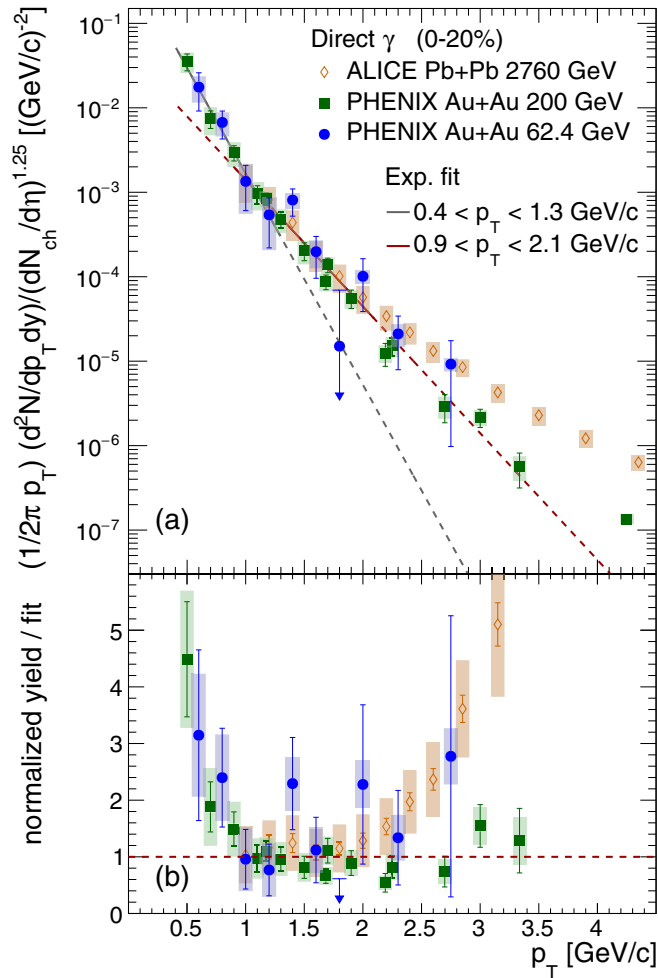 Direct γ (0-20%)
ALICE Pb+Pb 2760 GeV
PHENIX Au+Au 200 GeV
PHENIX Au+Au 62.4 GeV
Exp. fit
0.4 < p_T < 1.3 GeV/c
0.9 < p_T < 2.1 GeV/c
(1/2π p_T) (d²N/dp_T dy)/(dN_ch/dη)^1.25 [(GeV/c)^-2]
10^-1
10^-2
10^-3
10^-4
10^-5
10^-6
10^-7
(a)
normalized yield / fit
5
4
3
2
1
0
(b)
0.5 1 1.5 2 2.5 3 3.5 4
p_T [GeV/c]